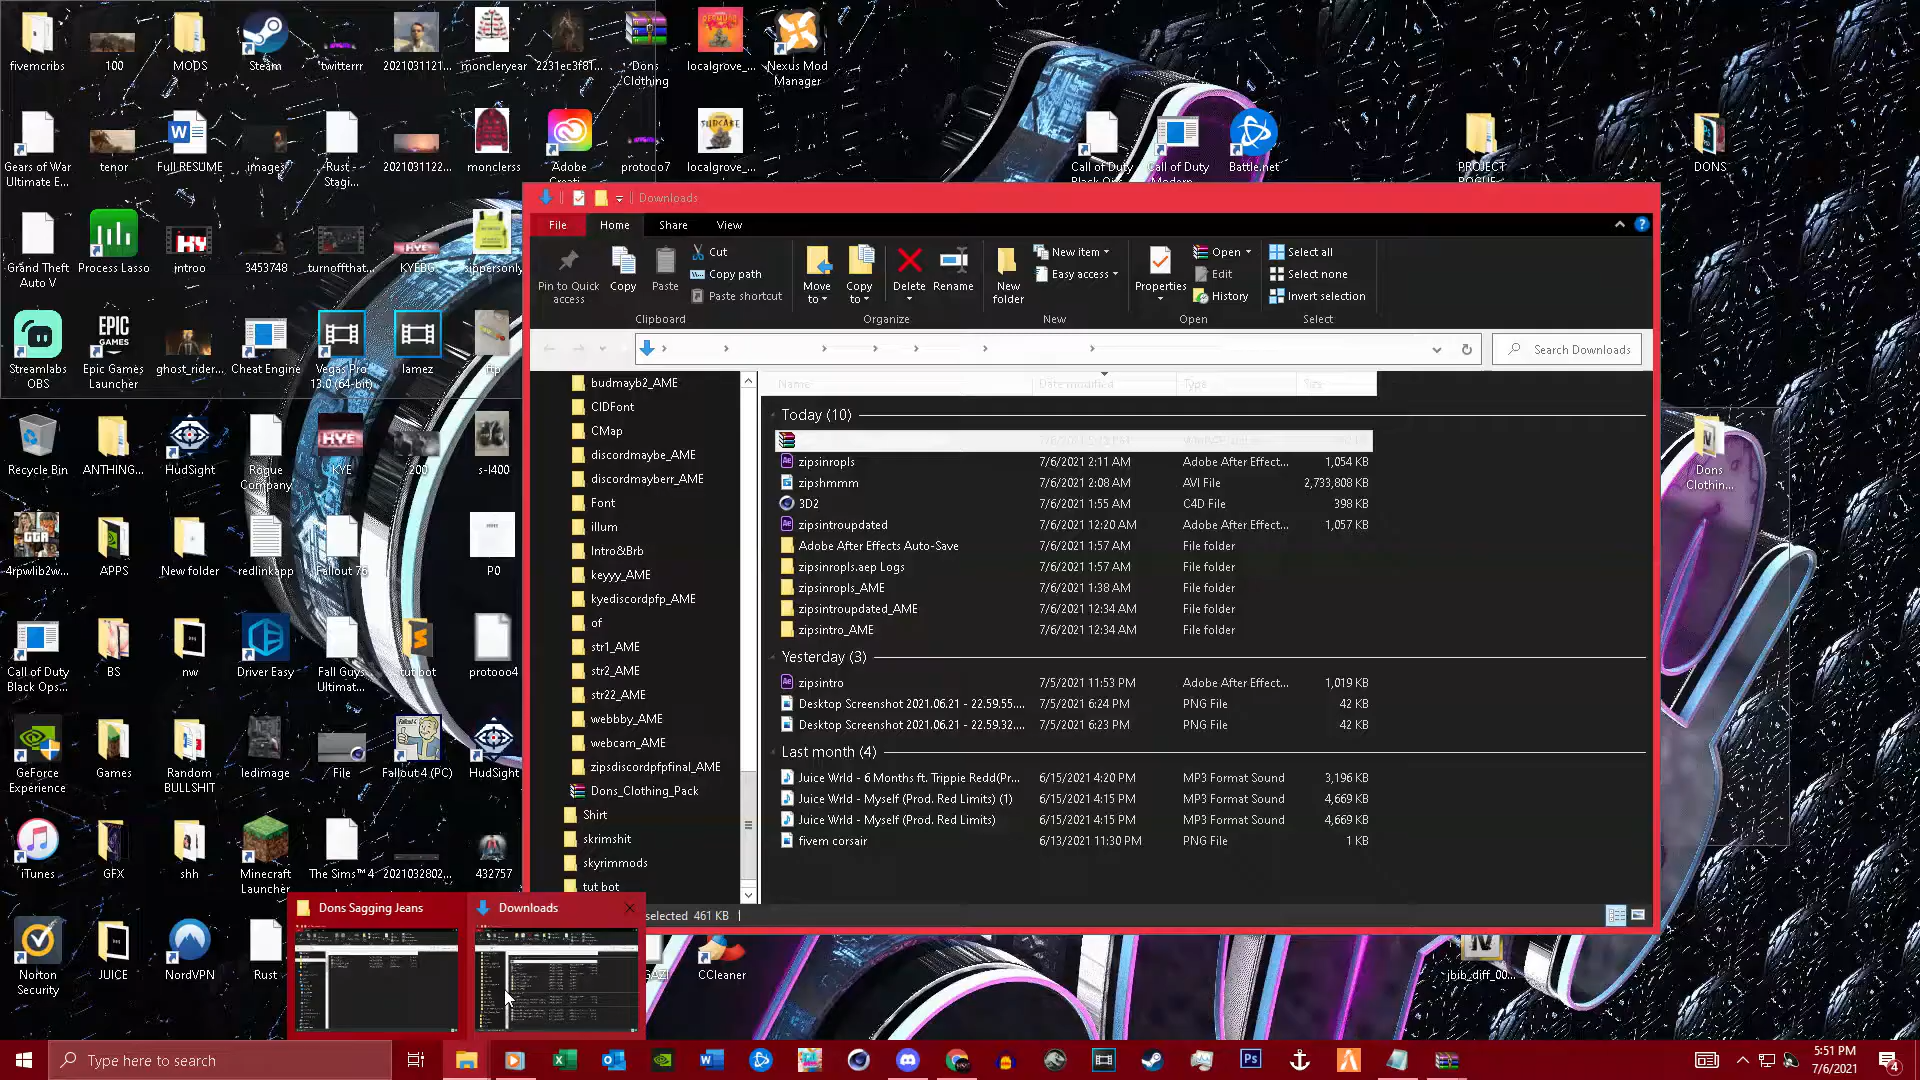 fivemcribs
100
MODS
Steam
twitterrr
2021031121...
moncleryear
2231ec3f81...
Dons
Clothing
localgrove_...
Nexus Mod
Manager
Gears of War
Ultimate E...
tenor
Full RESUME
images
Rust -
Stagi...
2021031122...
monclerss
Adobe
Creati...
protoco7
localgrove_...
Call of Duty
Black Op...
Call of Duty
Modern
Battle.net
PROJECT
ROGUE
DONS
Grand Theft
Auto V
Process Lasso
jntroo
3453748
turnoffthat...
KYEBG
sippersonly
Streamlabs
OBS
Epic Games
Launcher
ghost_rider...
Cheat Engine
Vegas Pro
13.0 (64-bit)
lamez
ftp
Recycle Bin
ANTHING...
HudSight
Rogue
Company
KYE
200
s-l400
4rpwlib2w...
APPS
New folder
redlinkapp
Fallout 76
P0
Call of Duty
Black Ops...
BS
nw
Driver Easy
Fall Guys
Ultimat...
tut bot
protooo4
GeForce
Experience
Games
Random
BULLSHIT
ledimage
File
Fallout 4 (PC)
HudSight
iTunes
GFX
shh
Minecraft
Launcher
The Sims™ 4
2021032802...
432757
Norton
Security
JUICE
NordVPN
Rust
CCleaner
Dons
Clothin...
jbib_diff_00...
Downloads
File
Home
Share
View
Pin to Quick
access
Copy
Paste
Cut
Copy path
Paste shortcut
Clipboard
Move
to
Copy
to
Delete
Rename
Organize
New
folder
New item
Easy access
New
Properties
Open
Edit
History
Open
Select all
Select none
Invert selection
Select
Search Downloads
budmayb2_AME
CIDFont
CMap
discordmaybe_AME
discordmayberr_AME
Font
illum
Intro&Brb
keyyy_AME
kyediscordpfp_AME
of
str1_AME
str2_AME
str22_AME
webbby_AME
webcam_AME
zipsdiscordpfpfinal_AME
Dons_Clothing_Pack
Shirt
skrimshit
skyrimmods
tut bot
Name
Date modified
Type
Size
Today (10)
zipsinropls 7/6/2021 2:11 AM Adobe After Effect... 1,054 KB
zipshmmm 7/6/2021 2:08 AM AVI File 2,733,808 KB
3D2 7/6/2021 1:55 AM C4D File 398 KB
zipsintroupdated 7/6/2021 12:20 AM Adobe After Effect... 1,057 KB
Adobe After Effects Auto-Save 7/6/2021 1:57 AM File folder
zipsinropls.aep Logs 7/6/2021 1:57 AM File folder
zipsinropls_AME 7/6/2021 1:38 AM File folder
zipsintroupdated_AME 7/6/2021 12:34 AM File folder
zipsintro_AME 7/6/2021 12:34 AM File folder
Yesterday (3)
zipsintro 7/5/2021 11:53 PM Adobe After Effect... 1,019 KB
Desktop Screenshot 2021.06.21 - 22.59.55.... 7/5/2021 6:24 PM PNG File 42 KB
Desktop Screenshot 2021.06.21 - 22.59.32.... 7/5/2021 6:23 PM PNG File 42 KB
Last month (4)
Juice Wrld - 6 Months ft. Trippie Redd(Pr... 6/15/2021 4:20 PM MP3 Format Sound 3,196 KB
Juice Wrld - Myself (Prod. Red Limits) (1) 6/15/2021 4:15 PM MP3 Format Sound 4,669 KB
Juice Wrld - Myself (Prod. Red Limits) 6/15/2021 4:15 PM MP3 Format Sound 4,669 KB
fivem corsair 6/13/2021 11:30 PM PNG File 1 KB
selected 461 KB
Dons Sagging Jeans
Downloads
Type here to search
5:51 PM
7/6/2021
4